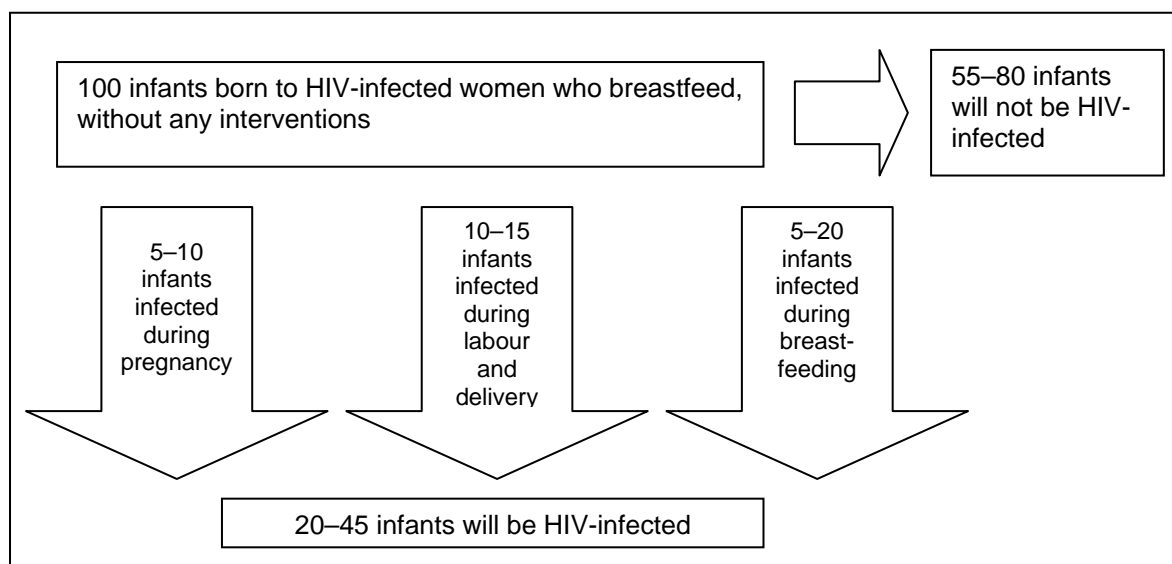 100 infants born to HIV-infected women who breastfeed,
without any interventions
55–80 infants
will not be HIV-
infected
5–10
infants
infected
during
pregnancy
10–15
infants
infected
during
labour
and
delivery
5–20
infants
infected
during
breast-
feeding
20–45 infants will be HIV-infected